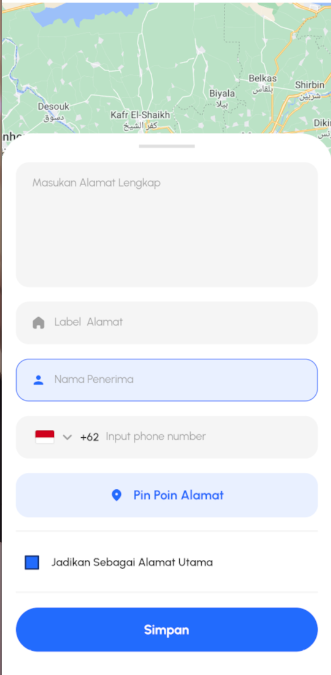 Belkas
بلقاس
Shirbin
شربين
Biyala
بيلا
Desouk
دسوق
Kafr El-Shaikh
كفر الشيخ
Masukan Alamat Lengkap
Label Alamat
Nama Penerima
+62 Input phone number
Pin Poin Alamat
Jadikan Sebagai Alamat Utama
Simpan